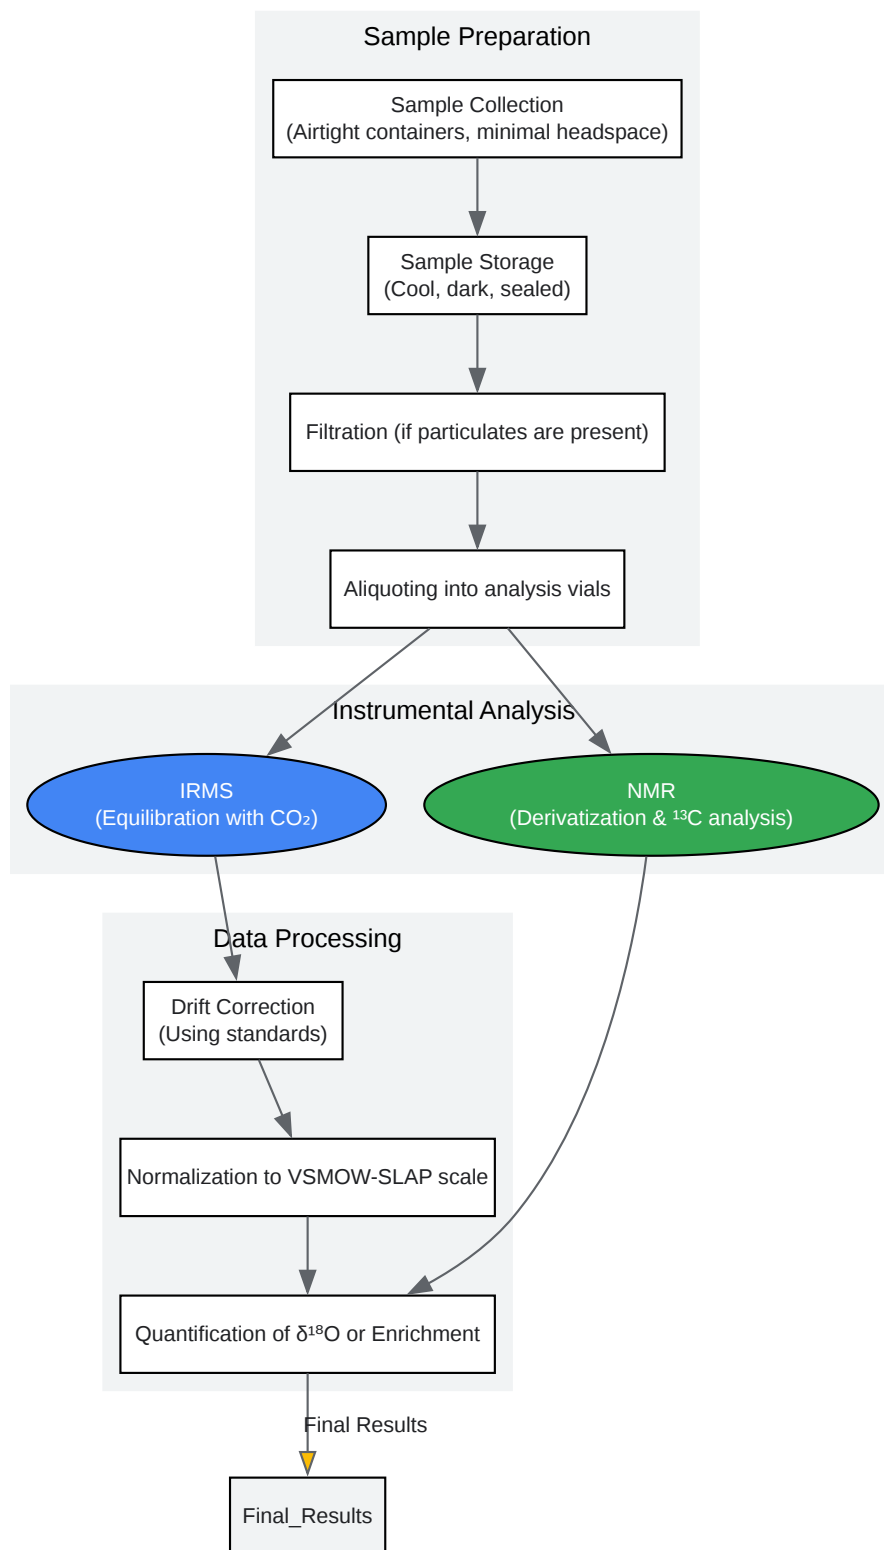 Sample Preparation
Sample Collection
(Airtight containers, minimal headspace)
Sample Storage
(Cool, dark, sealed)
Filtration (if particulates are present)
Aliquoting into analysis vials
Instrumental Analysis
IRMS
(Equilibration with CO₂)
NMR
(Derivatization & ¹³C analysis)
Data Processing
Drift Correction
(Using standards)
Normalization to VSMOW-SLAP scale
Quantification of δ¹⁸O or Enrichment
Final Results
Final_Results